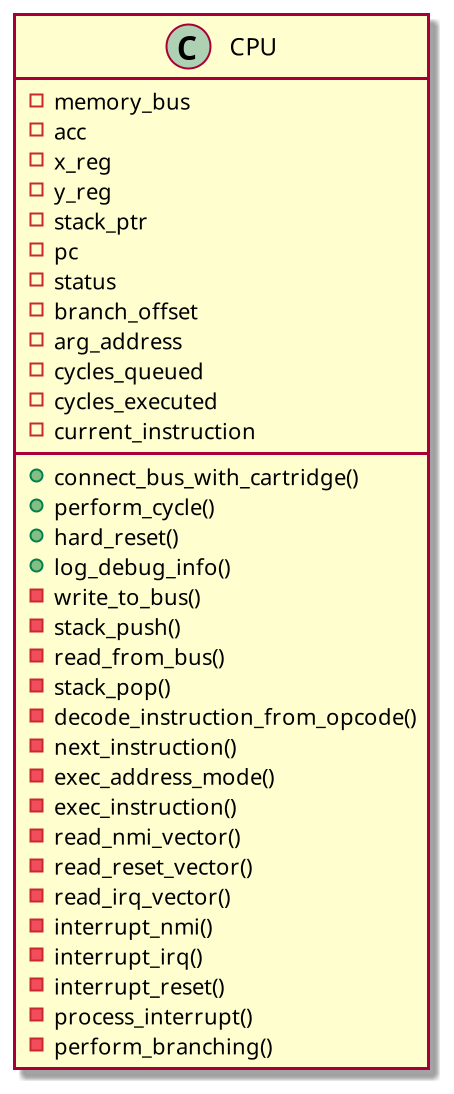 C CPU
memory_bus
acc
x_reg
y_reg
stack_ptr
pc
status
branch_offset
arg_address
cycles_queued
cycles_executed
current_instruction
connect_bus_with_cartridge()
perform_cycle()
hard_reset()
log_debug_info()
write_to_bus()
stack_push()
read_from_bus()
stack_pop()
decode_instruction_from_opcode()
next_instruction()
exec_address_mode()
exec_instruction()
read_nmi_vector()
read_reset_vector()
read_irq_vector()
interrupt_nmi()
interrupt_irq()
interrupt_reset()
process_interrupt()
perform_branching()